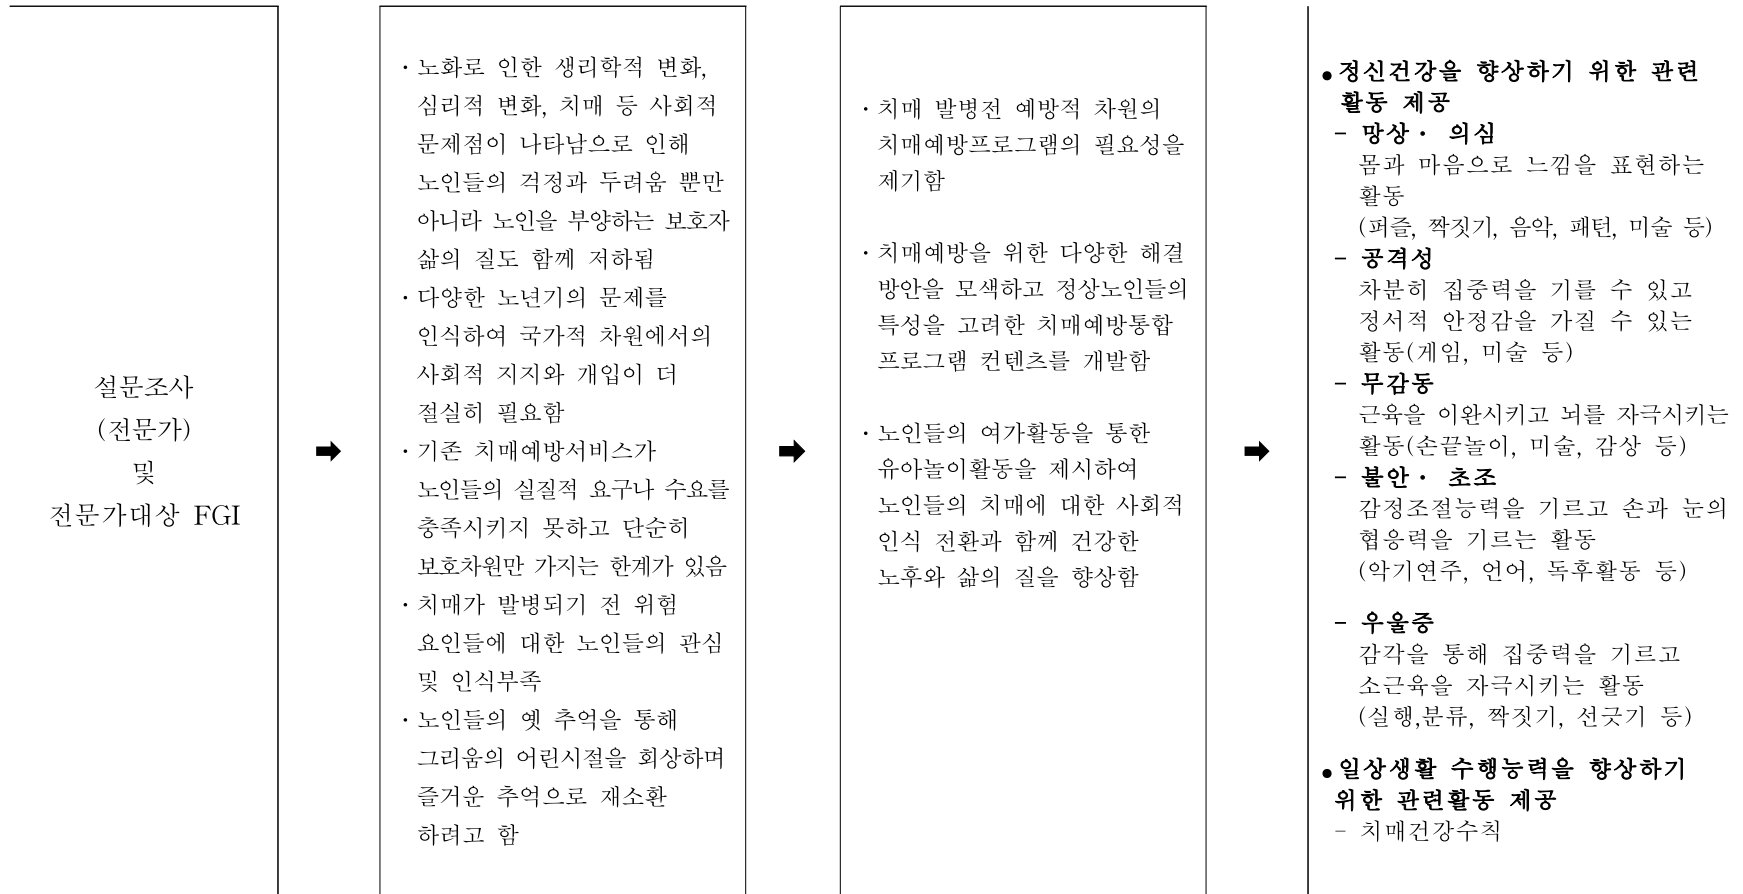 설문조사
(전문가)
및
전문가대상 FGI
➡
· 노화로 인한 생리학적 변화,
심리적 변화, 치매 등 사회적
문제점이 나타남으로 인해
노인들의 걱정과 두려움 뿐만
아니라 노인을 부양하는 보호자
삶의 질도 함께 저하됨
· 다양한 노년기의 문제를
인식하여 국가적 차원에서의
사회적 지지와 개입이 더
절실히 필요함
· 기존 치매예방서비스가
노인들의 실질적 요구나 수요를
충족시키지 못하고 단순히
보호차원만 가지는 한계가 있음
· 치매가 발병되기 전 위험
요인들에 대한 노인들의 관심
및 인식부족
· 노인들의 옛 추억을 통해
그리움의 어린시절을 회상하며
즐거운 추억으로 재소환
하려고 함
➡
· 치매 발병전 예방적 차원의
치매예방프로그램의 필요성을
제기함
· 치매예방을 위한 다양한 해결
방안을 모색하고 정상노인들의
특성을 고려한 치매예방통합
프로그램 컨텐츠를 개발함
· 노인들의 여가활동을 통한
유아놀이활동을 제시하여
노인들의 치매에 대한 사회적
인식 전환과 함께 건강한
노후와 삶의 질을 향상함
➡
● 정신건강을 향상하기 위한 관련
활동 제공
- 망상· 의심
몸과 마음으로 느낌을 표현하는
활동
(퍼즐, 짝짓기, 음악, 패턴, 미술 등)
- 공격성
차분히 집중력을 기를 수 있고
정서적 안정감을 가질 수 있는
활동(게임, 미술 등)
- 무감동
근육을 이완시키고 뇌를 자극시키는
활동(손끝놀이, 미술, 감상 등)
- 불안· 초조
감정조절능력을 기르고 손과 눈의
협응력을 기르는 활동
(악기연주, 언어, 독후활동 등)
- 우울증
감각을 통해 집중력을 기르고
소근육을 자극시키는 활동
(실행,분류, 짝짓기, 선긋기 등)
● 일상생활 수행능력을 향상하기
위한 관련활동 제공
- 치매건강수칙